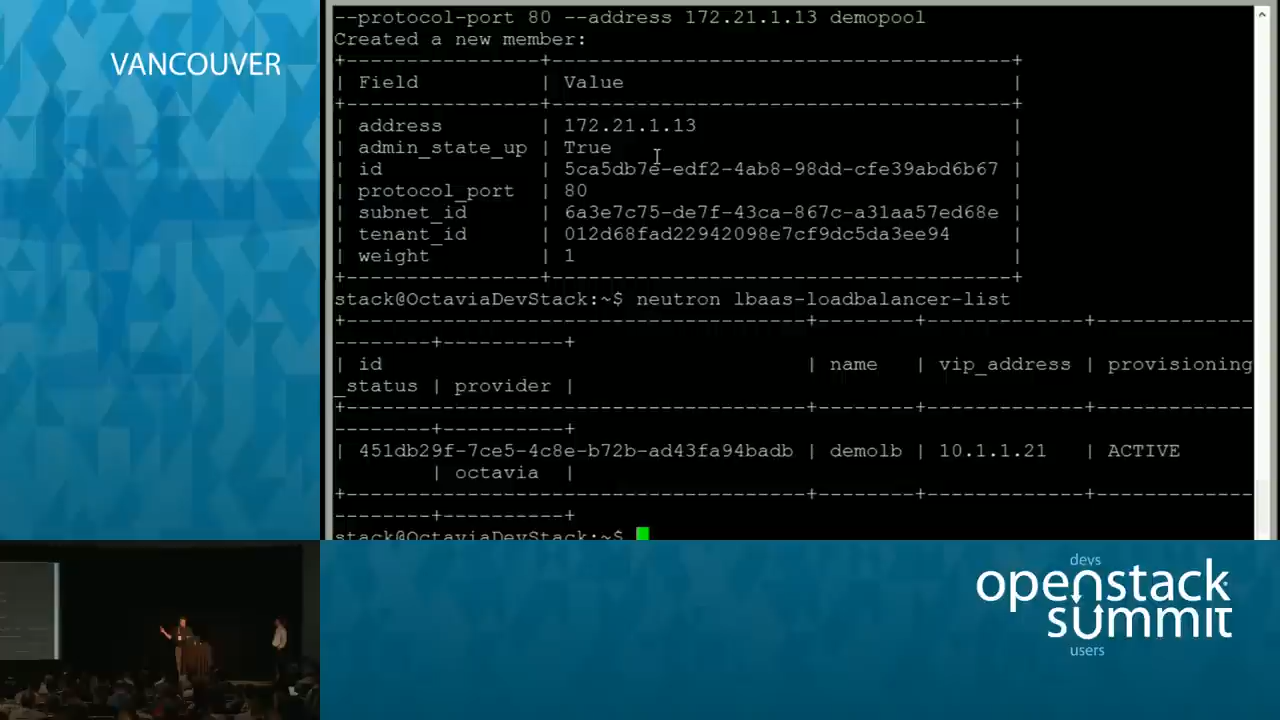 VANCOUVER
--protocol-port 80 --address 172.21.1.13 demopool
Created a new member:
+----------------+--------------------------------------+
| Field          | Value                                |
+----------------+--------------------------------------+
| address        | 172.21.1.13                          |
| admin_state_up | True                                 |
| id             | 5ca5db7e-edf2-4ab8-98dd-cfe39abd6b67 |
| protocol_port  | 80                                   |
| subnet_id      | 6a3e7c75-de7f-43ca-867c-a31aa57ed68e |
| tenant_id      | 012d68fad22942098e7cf9dc5da3ee94     |
| weight         | 1                                    |
+----------------+--------------------------------------+
stack@OctaviaDevStack:~$ neutron lbaas-loadbalancer-list
+--------------------------------------+--------+-------------+-------------
--------+----------+
| id                                   | name   | vip_address | provisioning
_status | provider |
+--------------------------------------+--------+-------------+-------------
--------+----------+
| 451db29f-7ce5-4c8e-b72b-ad43fa94badb | demolb | 10.1.1.21   | ACTIVE
        | octavia  |
+--------------------------------------+--------+-------------+-------------
--------+----------+
stack@OctaviaDevStack:~$
devs
openstack
summit
users